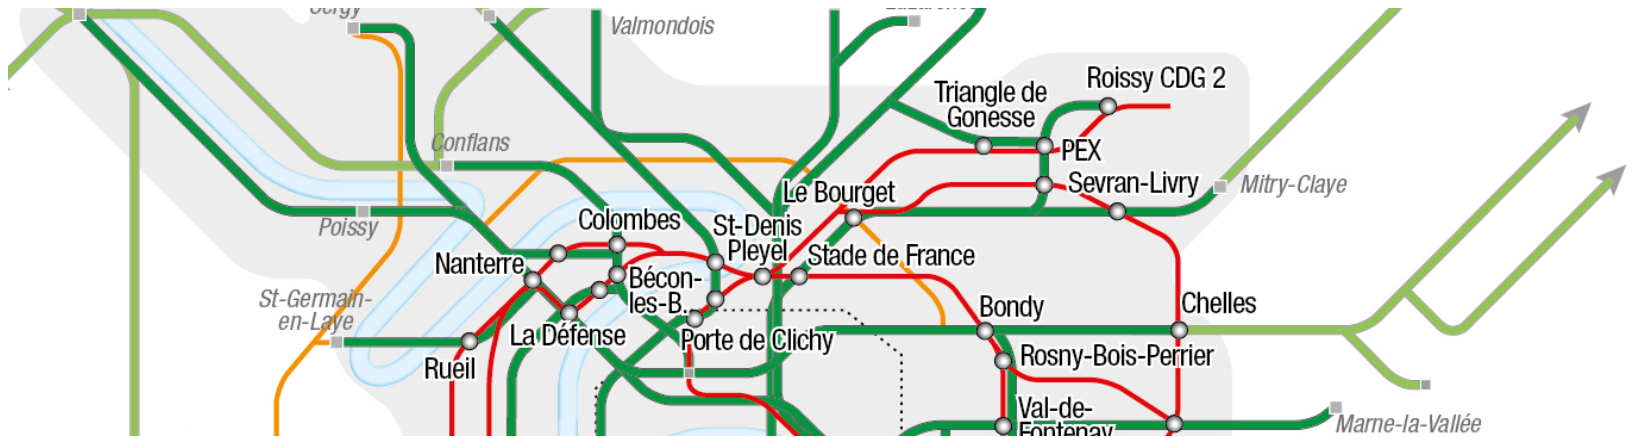 Cergy
Valmondois
Roissy CDG 2
Triangle de
Gonesse
Conflans
PEX
Le Bourget
Sevran-Livry
Mitry-Claye
Poissy
Colombes
St-Denis
Pleyel
Stade de France
Nanterre
Bécon-
les-B.
St-Germain-
en-Laye
Bondy
Chelles
La Défense
Porte de Clichy
Rosny-Bois-Perrier
Rueil
Val-de-
Fontenay
Marne-la-Vallée